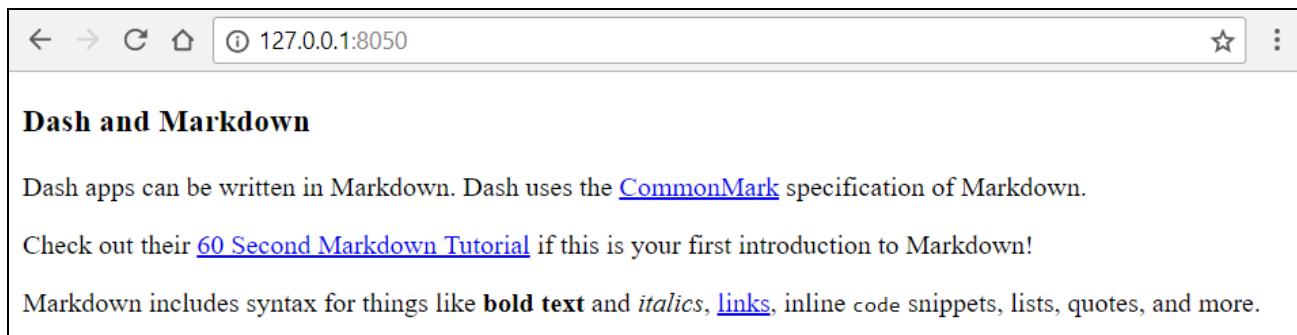 127.0.0.1:8050
Dash and Markdown
Dash apps can be written in Markdown. Dash uses the CommonMark specification of Markdown.
Check out their 60 Second Markdown Tutorial if this is your first introduction to Markdown!
Markdown includes syntax for things like bold text and italics, links, inline code snippets, lists, quotes, and more.